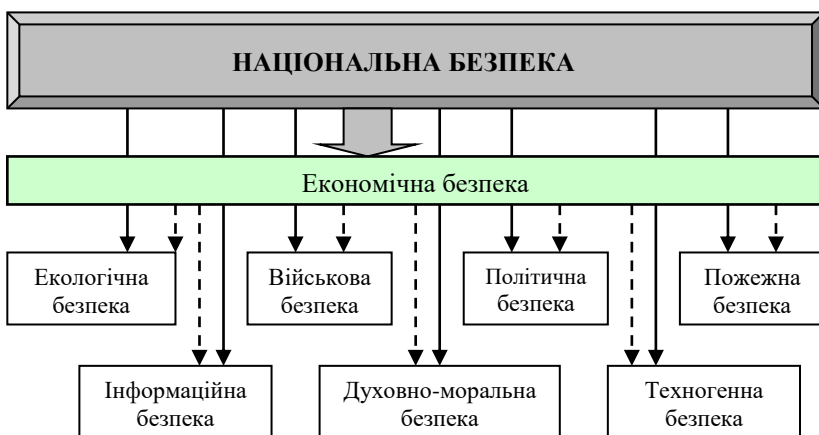 НАЦІОНАЛЬНА БЕЗПЕКА
Економічна безпека
Екологічна
безпека
Військова
безпека
Політична
безпека
Пожежна
безпека
Інформаційна
безпека
Духовно-моральна
безпека
Техногенна
безпека